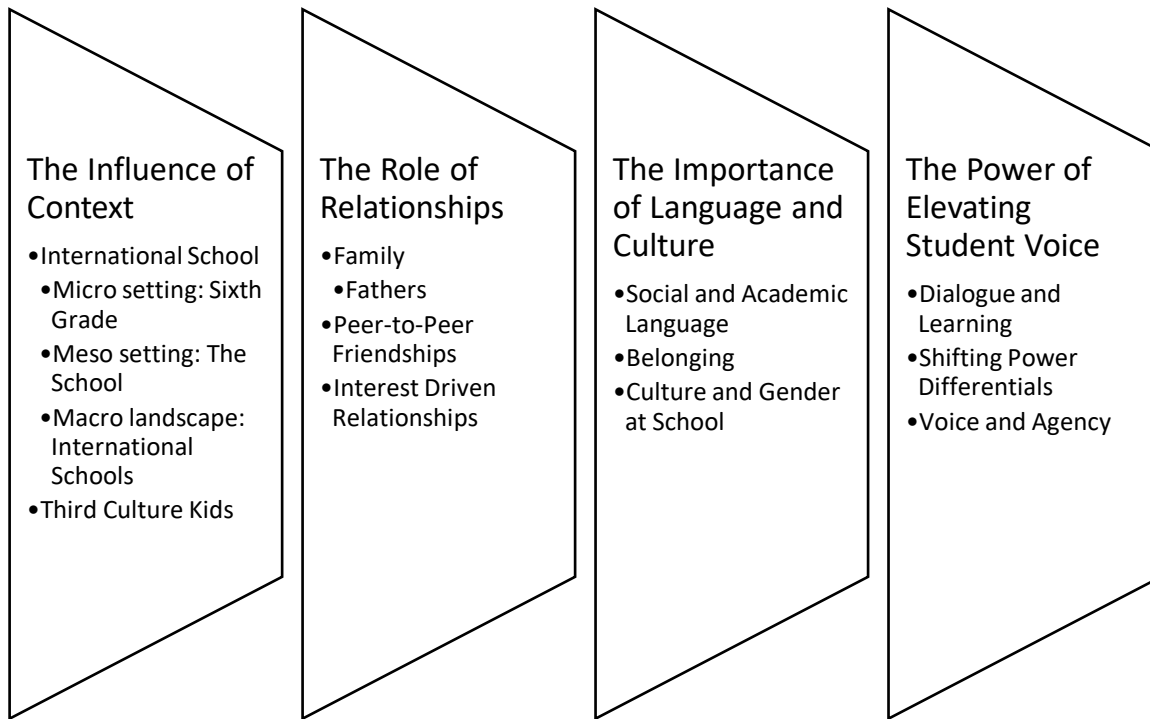 The Influence of
Context
•International School
•Micro setting: Sixth
Grade
•Meso setting: The
School
•Macro landscape:
International
Schools
•Third Culture Kids
The Role of
Relationships
•Family
•Fathers
•Peer-to-Peer
Friendships
•Interest Driven
Relationships
The Importance
of Language and
Culture
•Social and Academic
Language
•Belonging
•Culture and Gender
at School
The Power of
Elevating
Student Voice
•Dialogue and
Learning
•Shifting Power
Differentials
•Voice and Agency